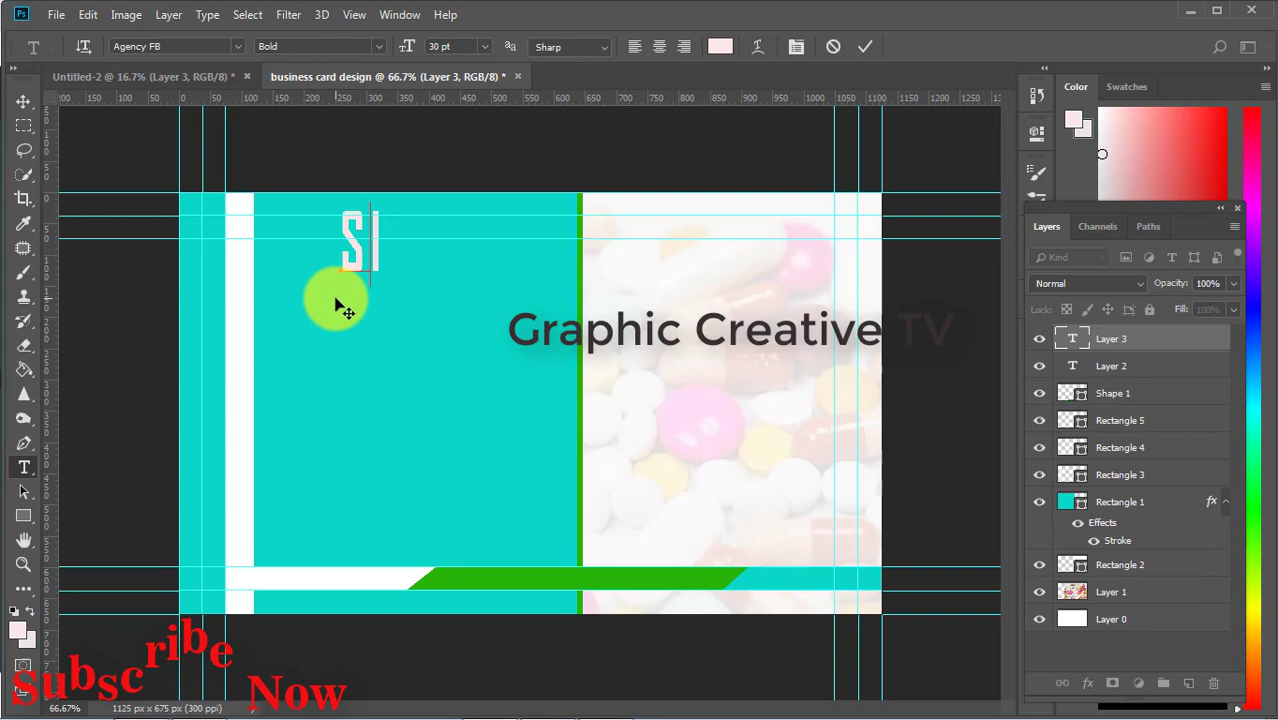 File Edit Image Layer Type Select Filter 3D View Window Help
Agency FB Bold 30 pt Sharp
Untitled-2 @ 16.7% (Layer 3, RGB/8) * business card design @ 66.7% (Layer 3, RGB/8) *
Color Swatches
SI
Graphic Creative TV
Layers Channels Paths
Kind
Normal Opacity: 100%
Lock: Fill: 100%
Layer 3
Layer 2
Shape 1
Rectangle 5
Rectangle 4
Rectangle 3
Rectangle 1 fx
Effects
Stroke
Rectangle 2
Layer 1
Layer 0
Subscribe
Now
66.67% 1125 px x 675 px (300 ppi)